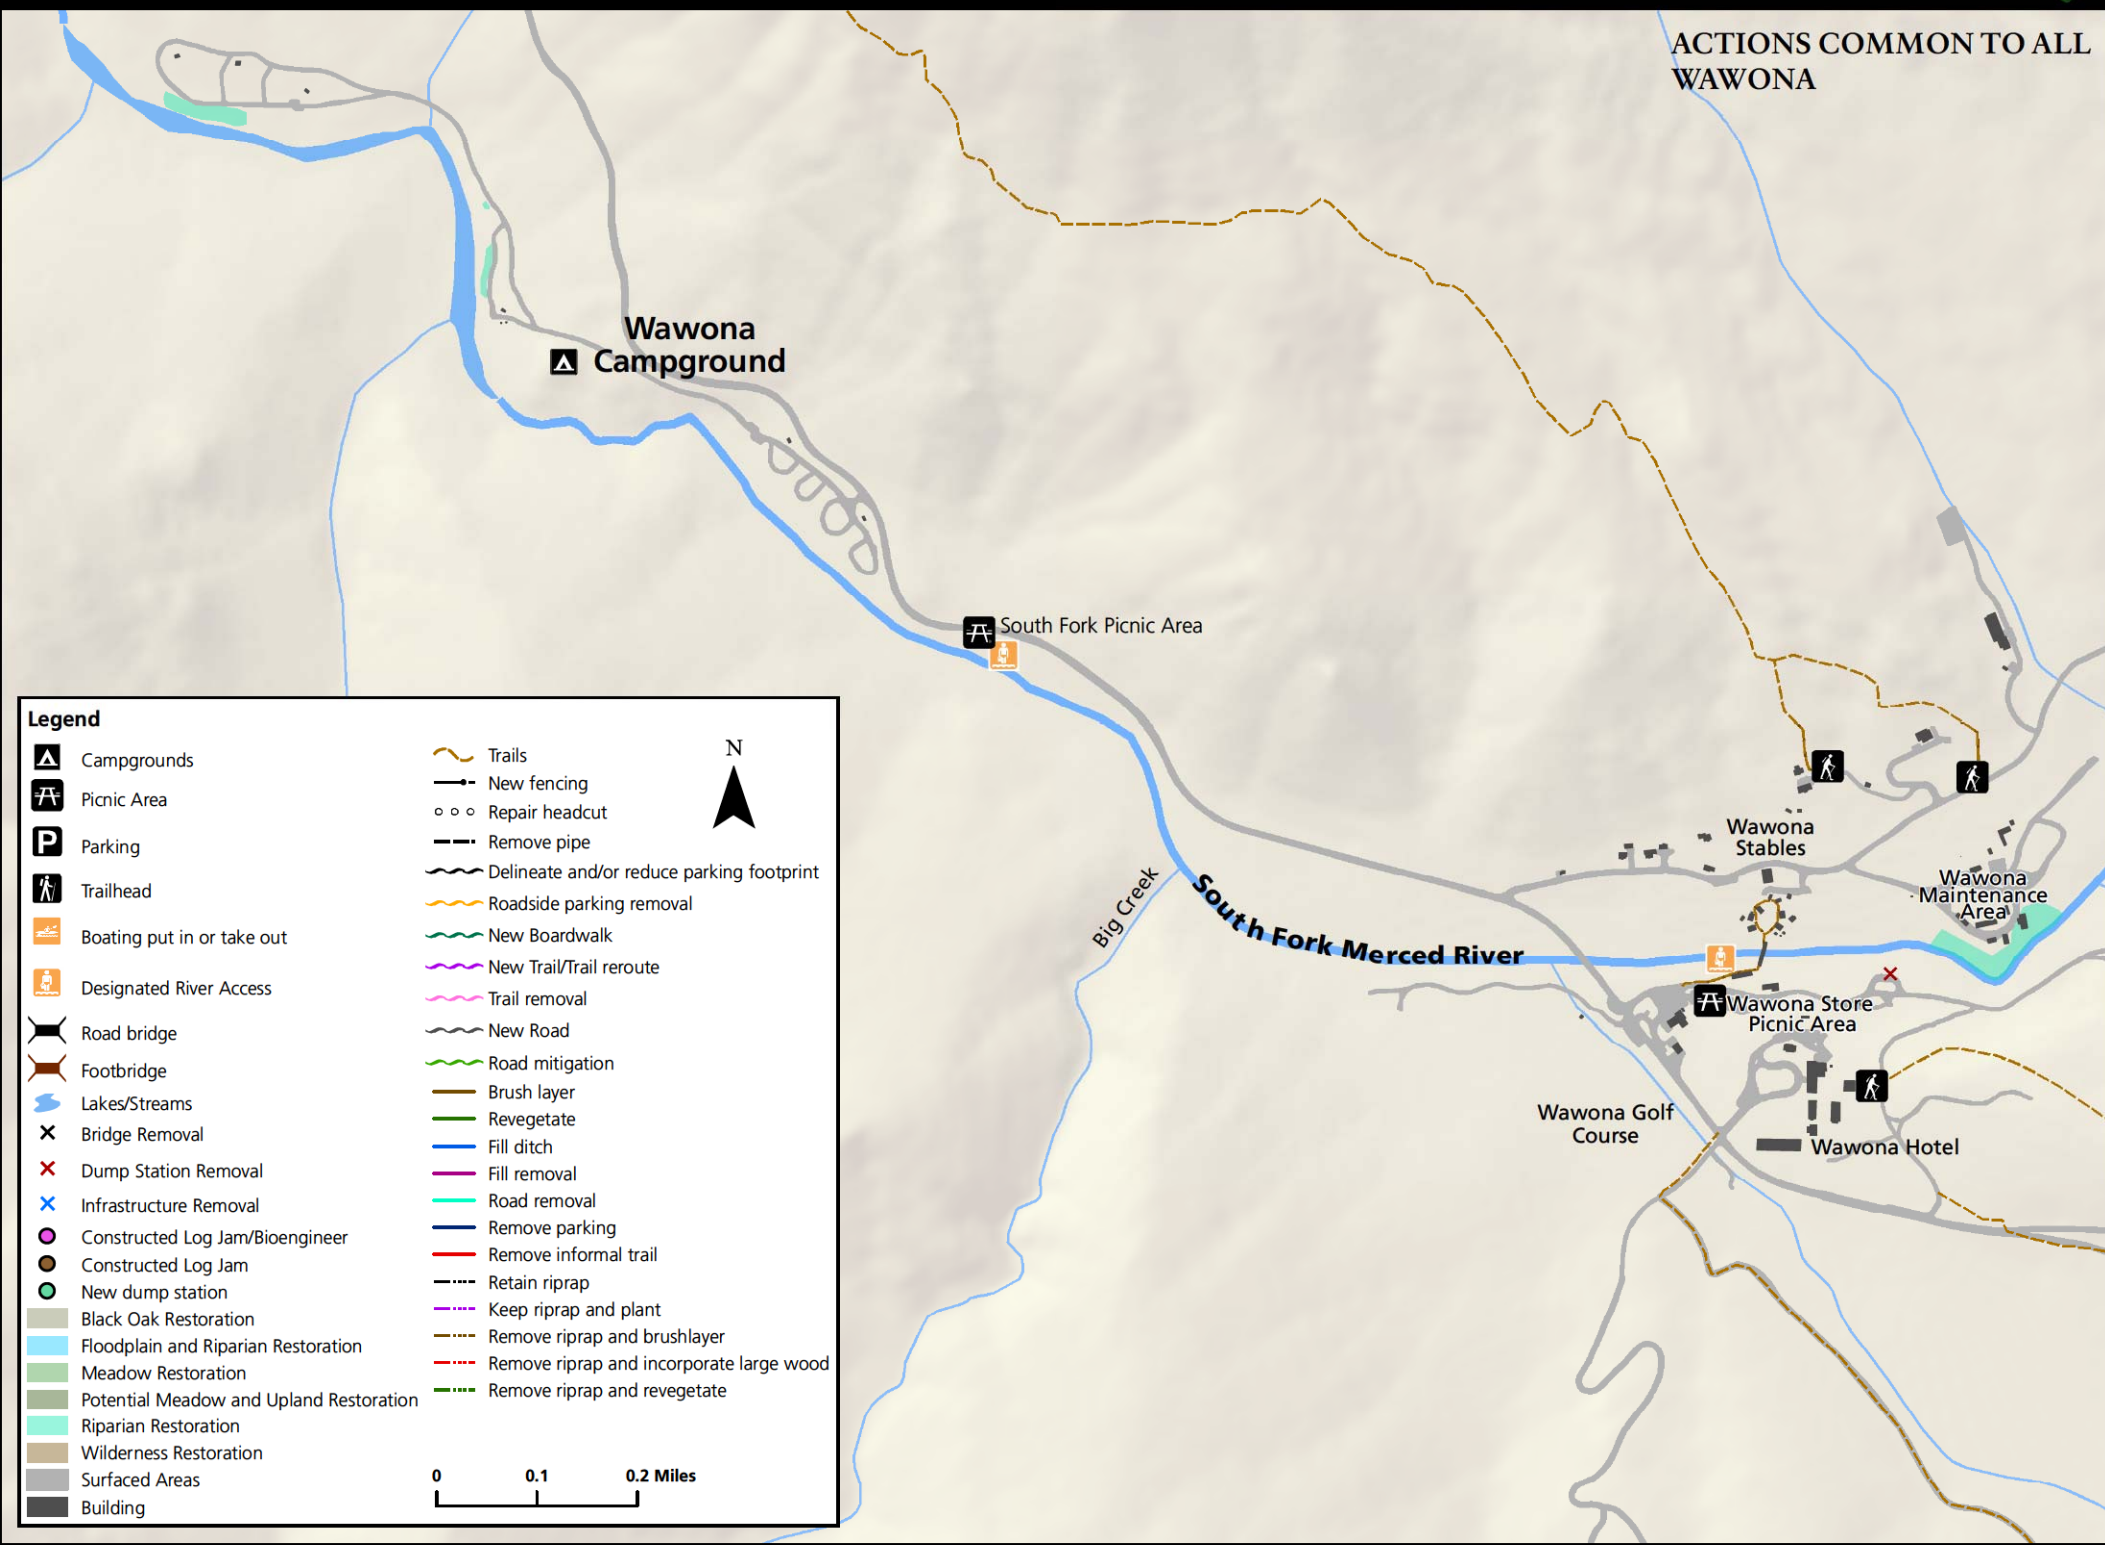 ACTIONS COMMON TO ALL
WAWONA
Wawona
Campground
South Fork Picnic Area
Big Creek
South Fork Merced River
Wawona
Stables
Wawona
Maintenance
Area
Wawona Store
Picnic Area
Wawona Golf
Course
Wawona Hotel
Legend
Campgrounds
Picnic Area
P
Parking
Trailhead
Boating put in or take out
Designated River Access
Road bridge
Footbridge
Lakes/Streams
Bridge Removal
Dump Station Removal
Infrastructure Removal
Constructed Log Jam/Bioengineer
Constructed Log Jam
New dump station
Black Oak Restoration
Floodplain and Riparian Restoration
Meadow Restoration
Potential Meadow and Upland Restoration
Riparian Restoration
Wilderness Restoration
Surfaced Areas
Building
Trails
New fencing
Repair headcut
Remove pipe
Delineate and/or reduce parking footprint
Roadside parking removal
New Boardwalk
New Trail/Trail reroute
Trail removal
New Road
Road mitigation
Brush layer
Revegetate
Fill ditch
Fill removal
Road removal
Remove parking
Remove informal trail
Retain riprap
Keep riprap and plant
Remove riprap and brushlayer
Remove riprap and incorporate large wood
Remove riprap and revegetate
N
0 0.1 0.2 Miles